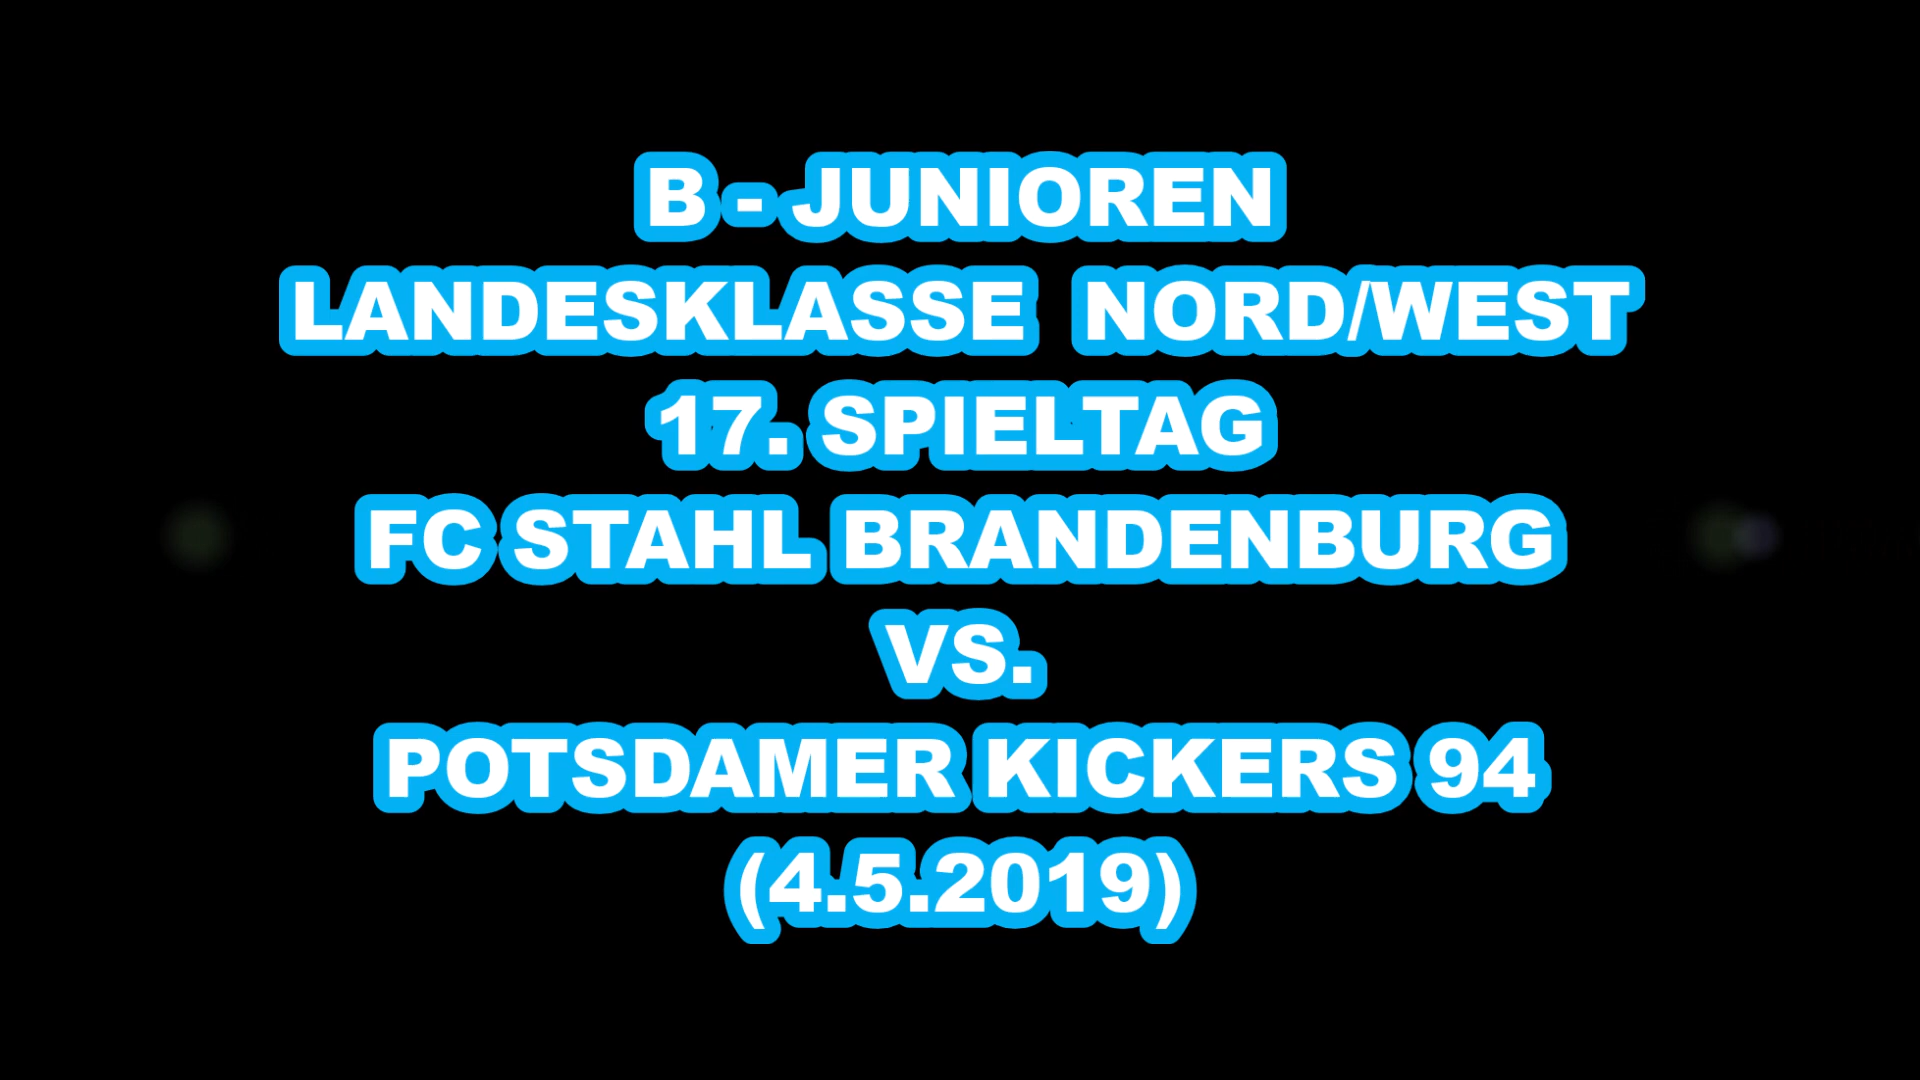 B - JUNIOREN
LANDESKLASSE NORD/WEST
17. SPIELTAG
FC STAHL BRANDENBURG
VS.
POTSDAMER KICKERS 94
(4.5.2019)